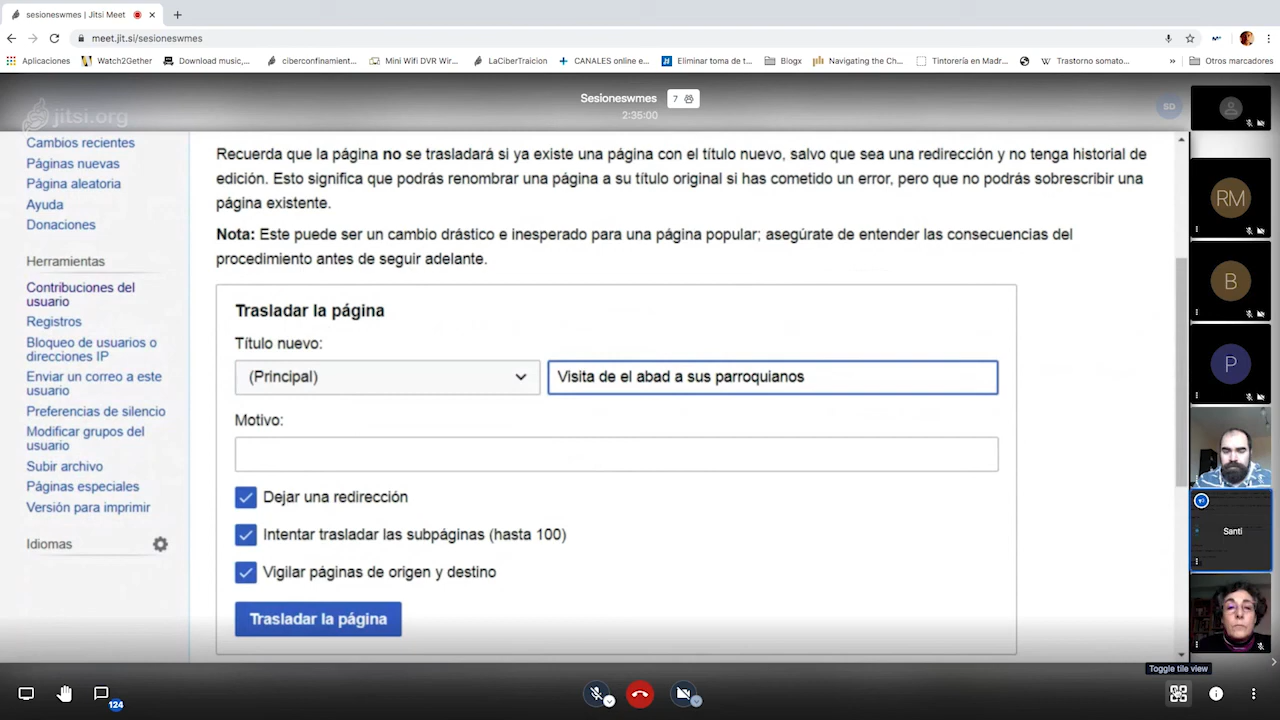 sesioneswmes | Jitsi Meet
meet.jit.si/sesioneswmes
Aplicaciones
Watch2Gether
Download music,...
ciberconfinamient...
Mini Wifi DVR Wir...
LaCiberTraicion
CANALES online e...
Eliminar toma de t...
Blogx
Navigating the Ch...
Tintorería en Madr...
Trastorno somato...
»
Otros marcadores
jitsi.org
Sesioneswmes
7
2:35:00
SD
Cambios recientes
Páginas nuevas
Página aleatoria
Ayuda
Donaciones
Herramientas
Contribuciones del
usuario
Registros
Bloqueo de usuarios o
direcciones IP
Enviar un correo a este
usuario
Preferencias de silencio
Modificar grupos del
usuario
Subir archivo
Páginas especiales
Versión para imprimir
Idiomas
Recuerda que la página no se trasladará si ya existe una página con el título nuevo, salvo que sea una redirección y no tenga historial de
edición. Esto significa que podrás renombrar una página a su título original si has cometido un error, pero que no podrás sobrescribir una
página existente.
Nota: Este puede ser un cambio drástico e inesperado para una página popular; asegúrate de entender las consecuencias del
procedimiento antes de seguir adelante.
Trasladar la página
Título nuevo:
(Principal)
Visita de el abad a sus parroquianos
Motivo:
Dejar una redirección
Intentar trasladar las subpáginas (hasta 100)
Vigilar páginas de origen y destino
Trasladar la página
RM
B
P
Santi
Toggle tile view
124